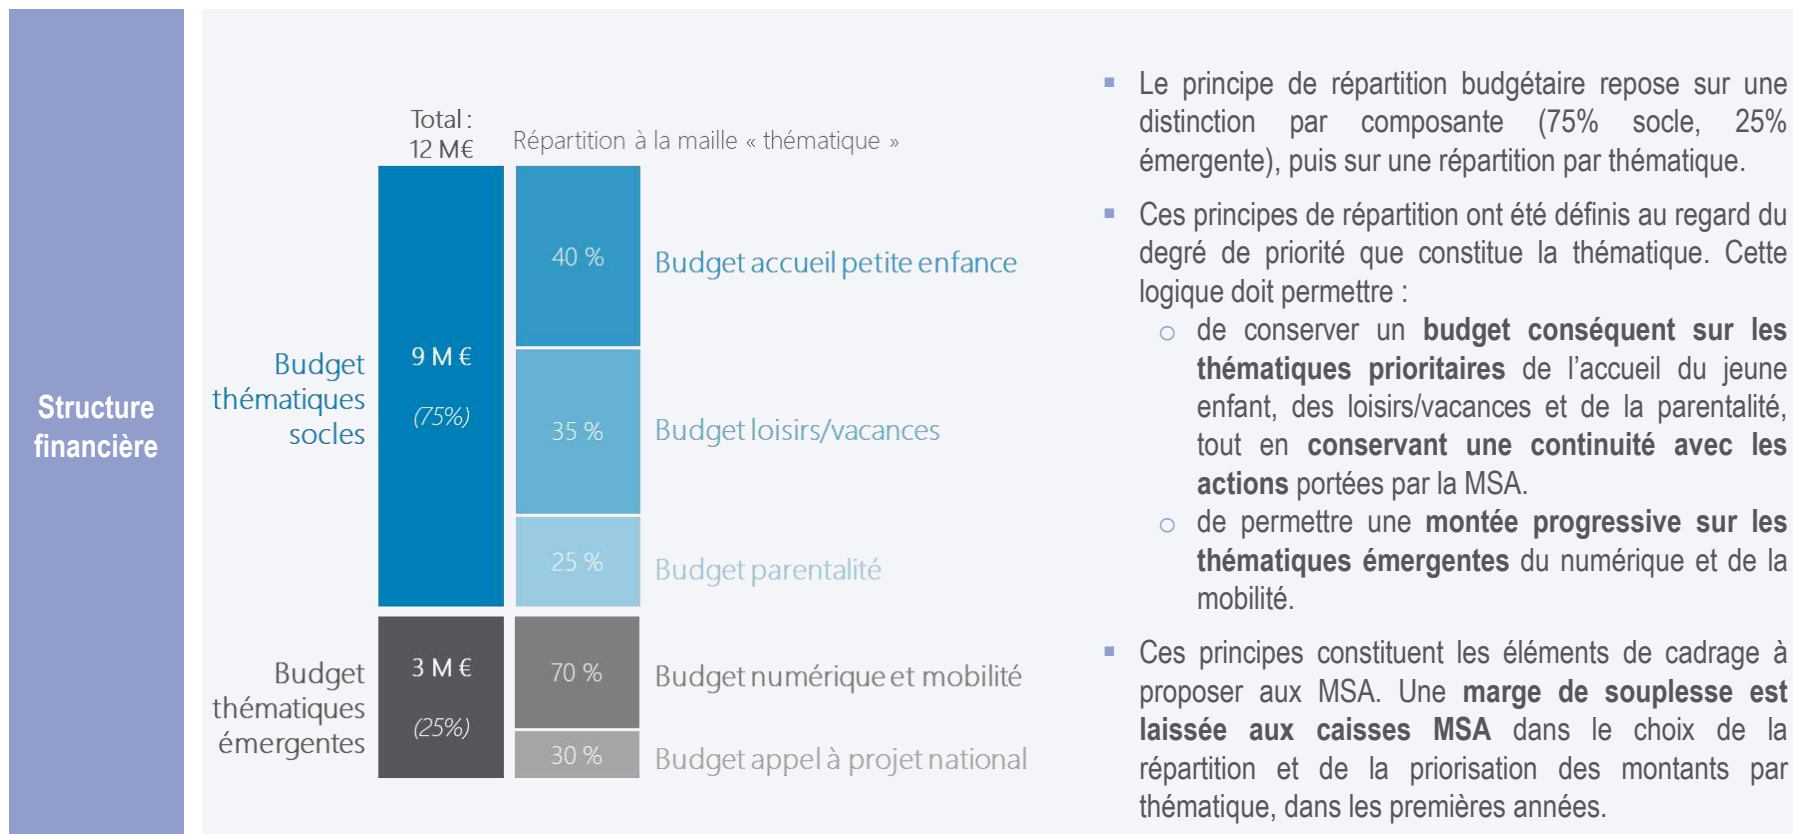 Structure
financière
Total :
12 M€
Répartition à la maille « thématique »
Budget
thématiques
socles
9 M €
(75%)
40 %
Budget accueil petite enfance
35 %
Budget loisirs/vacances
25 %
Budget parentalité
Budget
thématiques
émergentes
3 M €
(25%)
70 %
Budget numérique et mobilité
30 %
Budget appel à projet national
▪ Le principe de répartition budgétaire repose sur une
distinction par composante (75% socle, 25%
émergente), puis sur une répartition par thématique.
▪ Ces principes de répartition ont été définis au regard du
degré de priorité que constitue la thématique. Cette
logique doit permettre :
○ de conserver un budget conséquent sur les
thématiques prioritaires de l’accueil du jeune
enfant, des loisirs/vacances et de la parentalité,
tout en conservant une continuité avec les
actions portées par la MSA.
○ de permettre une montée progressive sur les
thématiques émergentes du numérique et de la
mobilité.
▪ Ces principes constituent les éléments de cadrage à
proposer aux MSA. Une marge de souplesse est
laissée aux caisses MSA dans le choix de la
répartition et de la priorisation des montants par
thématique, dans les premières années.